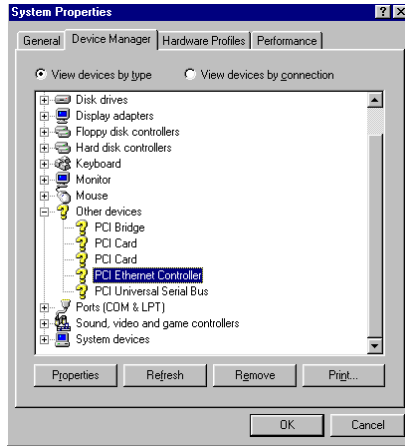 System Properties
General Device Manager Hardware Profiles Performance
View devices by type View devices by connection
Disk drives
Display adapters
Floppy disk controllers
Hard disk controllers
Keyboard
Monitor
Mouse
Other devices
PCI Bridge
PCI Card
PCI Card
PCI Ethernet Controller
PCI Universal Serial Bus
Ports (COM & LPT)
Sound, video and game controllers
System devices
Properties Refresh Remove Print...
OK Cancel